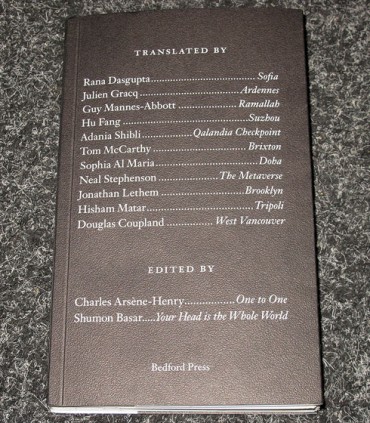 TRANSLATED BY
Rana Dasgupta................................Sofia
Julien Gracq................................Ardennes
Guy Mannes-Abbott..................Ramallah
Hu Fang......................................Suzhou
Adania Shibli................Qalandia Checkpoint
Tom McCarthy..............................Brixton
Sophia Al Maria................................Doha
Neal Stephenson..................The Metaverse
Jonathan Lethem........................Brooklyn
Hisham Matar................................Tripoli
Douglas Coupland..............West Vancouver
EDITED BY
Charles Arsène-Henry................One to One
Shumon Basar.....Your Head is the Whole World
Bedford Press